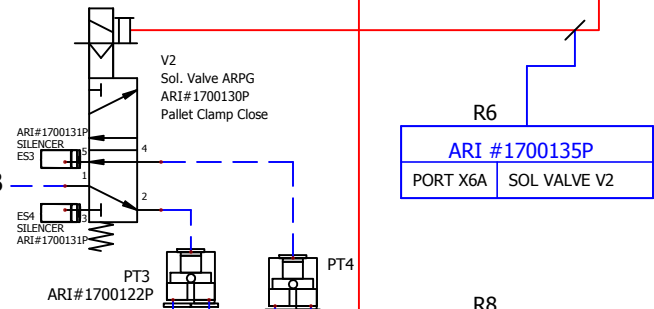 V2
Sol. Valve ARPG
ARI#1700130P
Pallet Clamp Close
ARI#1700131P
SILENCER
ES3
5
4
1
2
ES4
3
SILENCER
ARI#1700131P
PT3
ARI#1700122P
PT4
R6
ARI #1700135P
PORT X6A
SOL VALVE V2
R8